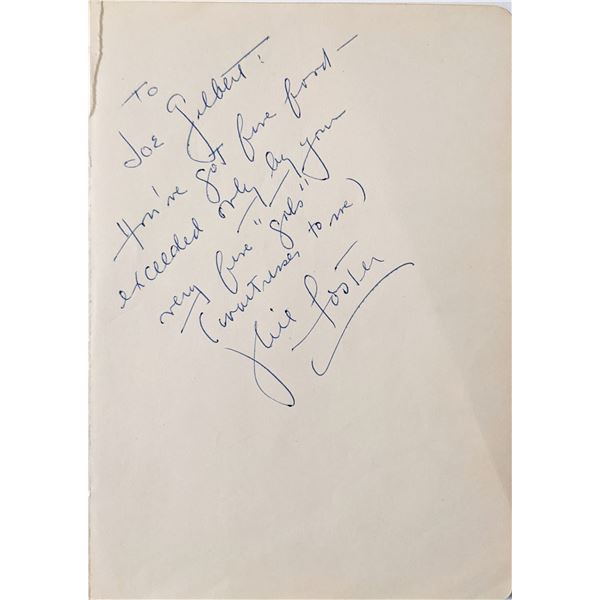 To
Joe Gilbert:
You've got fine food—
exceeded only by your
very fine "gals"
(waitresses to me)
Phil Foster